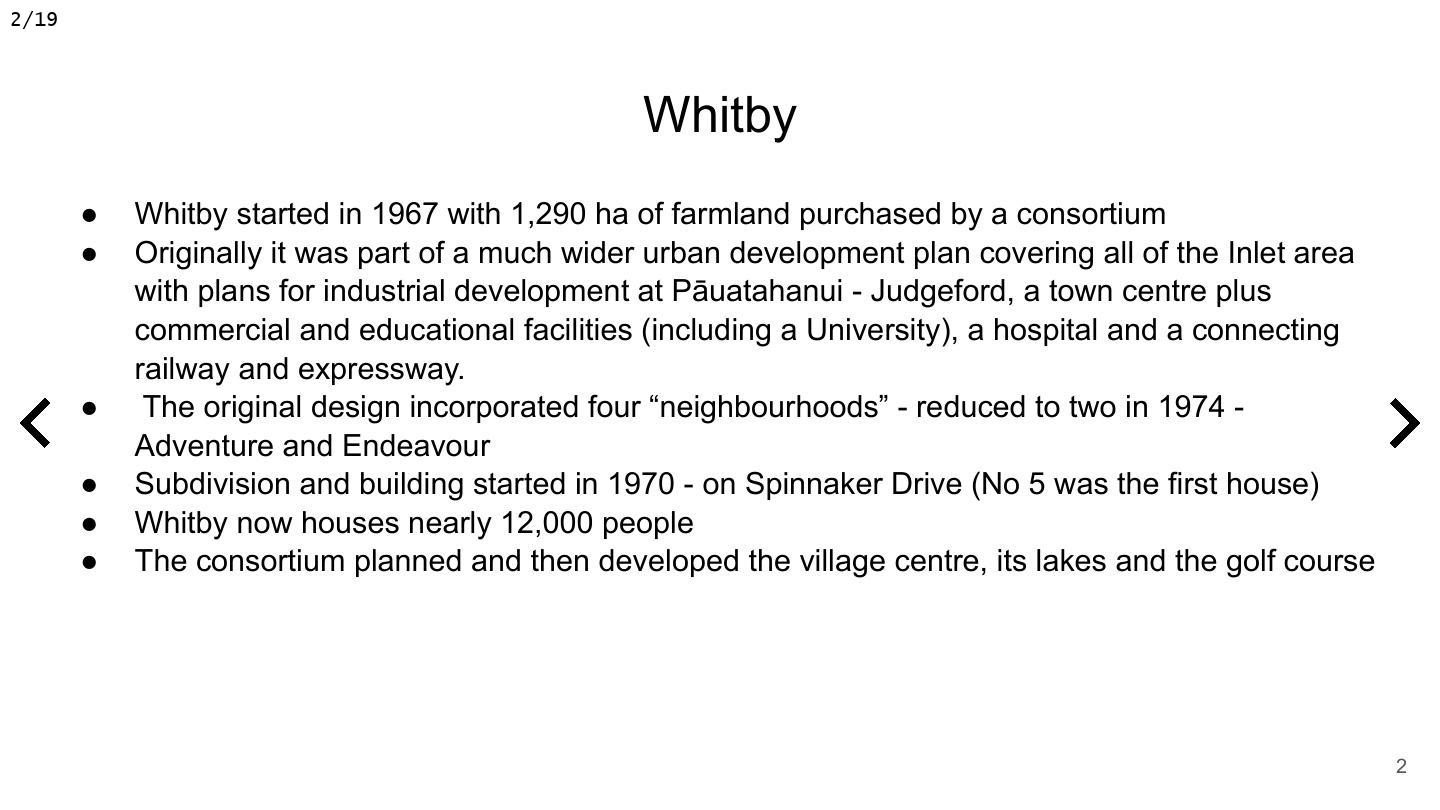 2/19
Whitby
● Whitby started in 1967 with 1,290 ha of farmland purchased by a consortium
● Originally it was part of a much wider urban development plan covering all of the Inlet area
with plans for industrial development at Pāuatahanui - Judgeford, a town centre plus
commercial and educational facilities (including a University), a hospital and a connecting
railway and expressway.
● The original design incorporated four “neighbourhoods” - reduced to two in 1974 -
Adventure and Endeavour
● Subdivision and building started in 1970 - on Spinnaker Drive (No 5 was the first house)
● Whitby now houses nearly 12,000 people
● The consortium planned and then developed the village centre, its lakes and the golf course
2